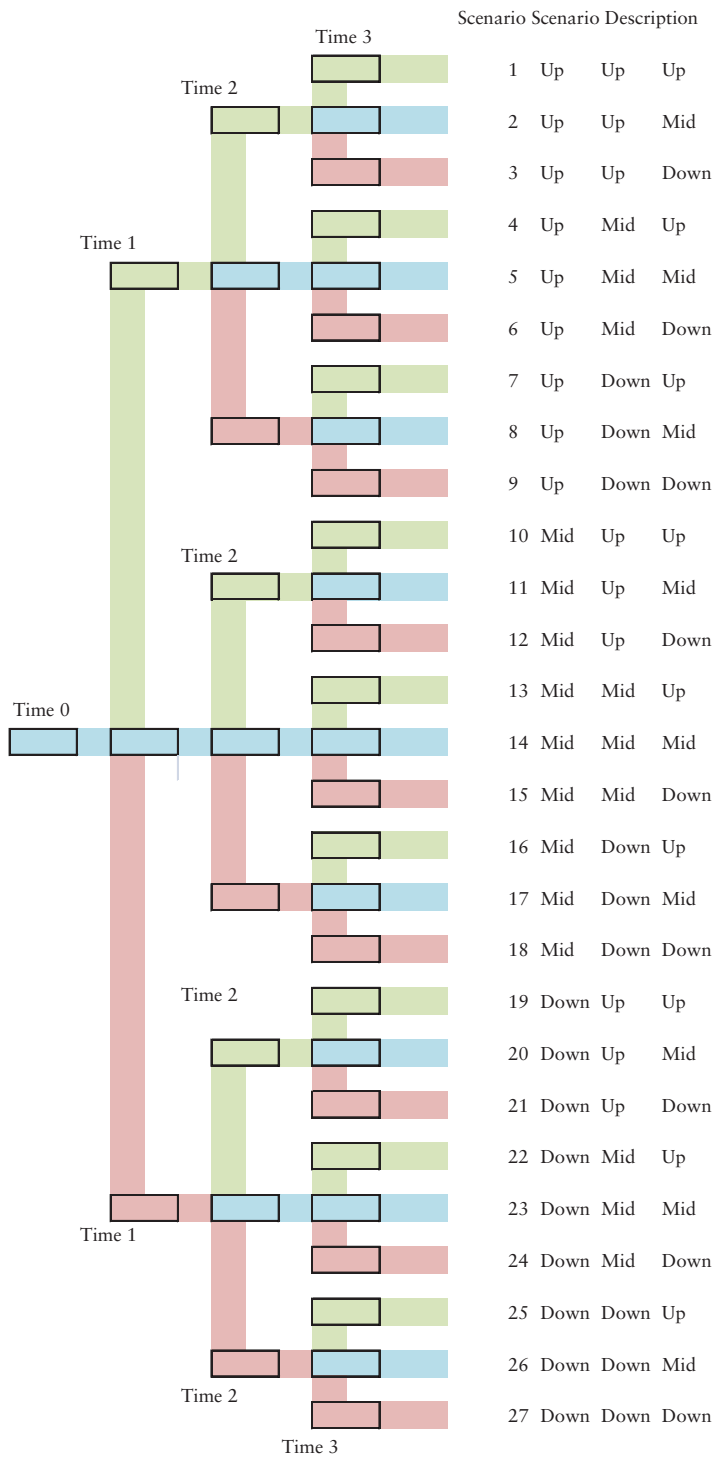 Scenario Scenario Description
Time 3
1 Up Up Up
Time 2
2 Up Up Mid
3 Up Up Down
4 Up Mid Up
Time 1
5 Up Mid Mid
6 Up Mid Down
7 Up Down Up
8 Up Down Mid
9 Up Down Down
10 Mid Up Up
Time 2
11 Mid Up Mid
12 Mid Up Down
13 Mid Mid Up
Time 0
14 Mid Mid Mid
15 Mid Mid Down
16 Mid Down Up
17 Mid Down Mid
18 Mid Down Down
Time 2
19 Down Up Up
20 Down Up Mid
21 Down Up Down
22 Down Mid Up
23 Down Mid Mid
Time 1
24 Down Mid Down
25 Down Down Up
26 Down Down Mid
Time 2
27 Down Down Down
Time 3